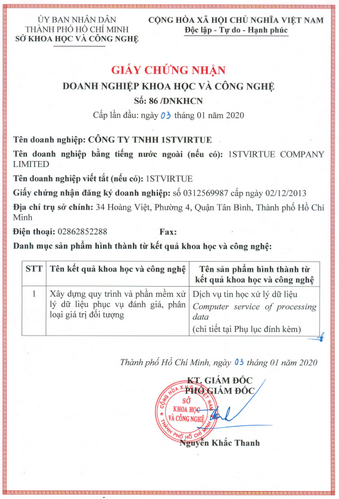 ỦY BAN NHÂN DÂN
THÀNH PHỐ HỒ CHÍ MINH
SỞ KHOA HỌC VÀ CÔNG NGHỆ
CỘNG HÒA XÃ HỘI CHỦ NGHĨA VIỆT NAM
Độc lập - Tự do - Hạnh phúc
GIẤY CHỨNG NHẬN
DOANH NGHIỆP KHOA HỌC VÀ CÔNG NGHỆ
Số: 86 /DNKHCN
Cấp lần đầu: ngày 03 tháng 01 năm 2020
Tên doanh nghiệp: CÔNG TY TNHH 1STVIRTUE
Tên doanh nghiệp bằng tiếng nước ngoài (nếu có): 1STVIRTUE COMPANY
LIMITED
Tên doanh nghiệp viết tắt (nếu có): 1STVIRTUE
Giấy chứng nhận đăng ký doanh nghiệp: số 0312569987 cấp ngày 02/12/2013
Địa chỉ trụ sở chính: 34 Hoàng Việt, Phường 4, Quận Tân Bình, Thành phố Hồ Chí
Minh
Điện thoại: 02862852288 Fax:
Danh mục sản phẩm hình thành từ kết quả khoa học và công nghệ:
STT Tên kết quả khoa học và công nghệ Tên sản phẩm hình thành từ
kết quả khoa học và công nghệ
1 Xây dựng quy trình và phần mềm xử
lý dữ liệu phục vụ đánh giá, phân
loại giá trị đối tượng
Dịch vụ tin học xử lý dữ liệu
Computer service of processing
data
(chi tiết tại Phụ lục đính kèm)
Thành phố Hồ Chí Minh, ngày 03 tháng 01 năm 2020
KT. GIÁM ĐỐC
PHÓ GIÁM ĐỐC
SỞ
KHOA HỌC
VÀ CÔNG NGHỆ
Nguyễn Khắc Thanh